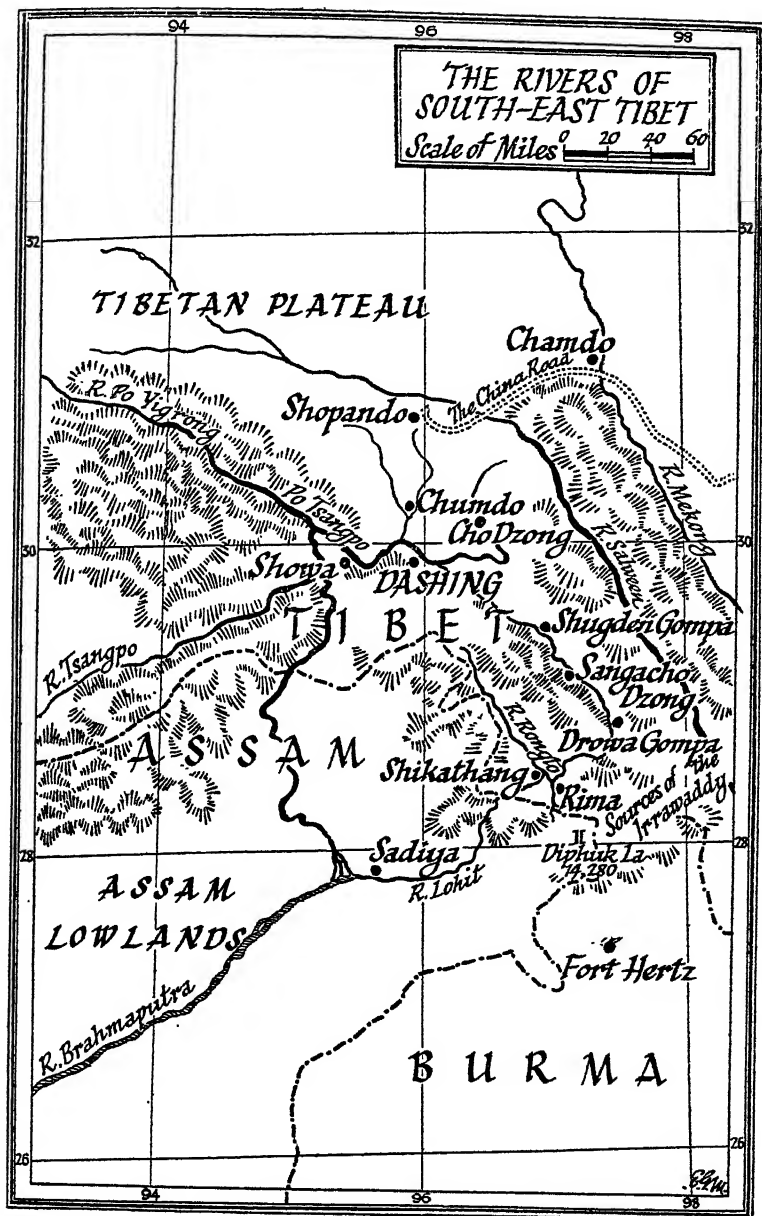 94 96 98
THE RIVERS OF
SOUTH-EAST TIBET
Scale of Miles 0 20 40 60
32 32
TIBETAN PLATEAU
Chamdo
The China Road
R. Po Yigrong
Shopando
R. Mekong
Po Tsangpo
Chumdo
Cho Dzong
R. Salween
30 30
Showa
DASHING
TIBET
Shugden Gompa
R. Tsangpo
Sangacho
Dzong
R. Rongto
Drowa Gompa
ASSAM
Shikathang
Rima
Sources of
The
Irrawaddy
28 28
Sadiya
Diphuk La
14,280
R. Lohit
ASSAM
LOWLANDS
Fort Hertz
R. Brahmaputra
BURMA
26 26
94 96 98